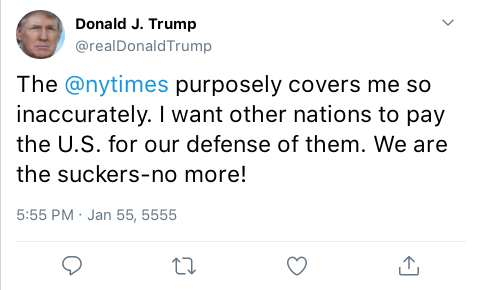 Donald J. Trump
@realDonaldTrump
The @nytimes purposely covers me so
inaccurately. I want other nations to pay
the U.S. for our defense of them. We are
the suckers-no more!
5:55 PM · Jan 55, 5555